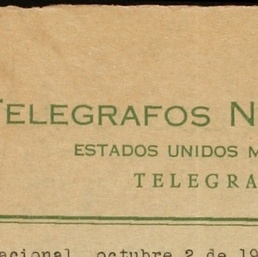 TELEGRAFOS N
ESTADOS UNIDOS M
TELEGRA
acional, octubre 2 de 19